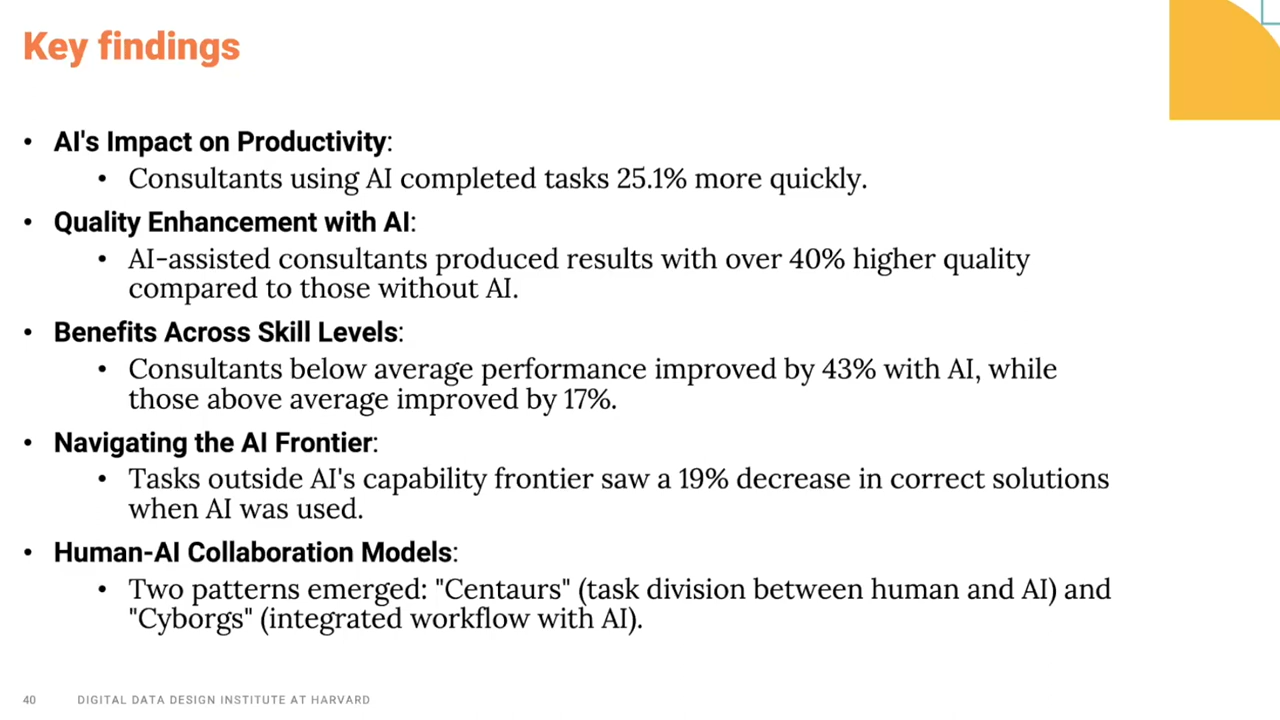 Key findings
• AI's Impact on Productivity:
• Consultants using AI completed tasks 25.1% more quickly.
• Quality Enhancement with AI:
• AI-assisted consultants produced results with over 40% higher quality
compared to those without AI.
• Benefits Across Skill Levels:
• Consultants below average performance improved by 43% with AI, while
those above average improved by 17%.
• Navigating the AI Frontier:
• Tasks outside AI's capability frontier saw a 19% decrease in correct solutions
when AI was used.
• Human-AI Collaboration Models:
• Two patterns emerged: "Centaurs" (task division between human and AI) and
"Cyborgs" (integrated workflow with AI).
40 DIGITAL DATA DESIGN INSTITUTE AT HARVARD